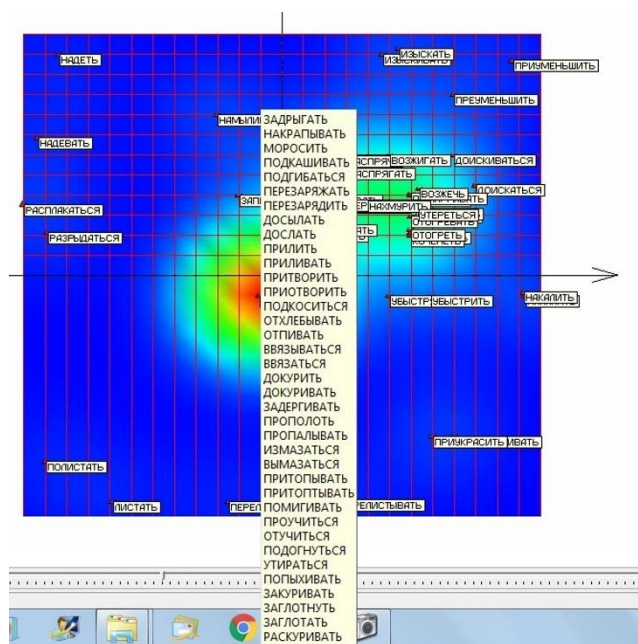 НАДЕТЬ
ИЗЫСКАТЬ
ПРИУМЕНЬШИТЬ
ПРЕУМЕНЬШИТЬ
НАДЕВАТЬ
ВОЗЖИГАТЬ
ДОИСКИВАТЬСЯ
ВОЗЖЕЧЬ
ДОИСКАТЬСЯ
РАСПЛАКАТЬСЯ
НАХМУРИТЬ
УТЕРЕТЬСЯ
РАЗРЫДАТЬСЯ
ОТОГРЕТЬ
УБЫСТРИТЬ
НАКАЛИТЬ
ПРИУКРАСИТЬ
ПОЛИСТАТЬ
ЛИСТАТЬ
ЗАДРЫГАТЬ
НАКРАПЫВАТЬ
МОРОСИТЬ
ПОДКАШИВАТЬ
ПОДГИБАТЬСЯ
ПЕРЕЗАРЯЖАТЬ
ПЕРЕЗАРЯДИТЬ
ДОСЫЛАТЬ
ДОСЛАТЬ
ПРИЛИТЬ
ПРИЛИВАТЬ
ПРИТВОРИТЬ
ПРИОТВОРИТЬ
ПОДКОСИТЬСЯ
ОТХЛЕБЫВАТЬ
ОТПИВАТЬ
ВВЯЗЫВАТЬСЯ
ВВЯЗАТЬСЯ
ДОКУРИТЬ
ДОКУРИВАТЬ
ЗАДЕРГИВАТЬ
ПРОПОЛОТЬ
ПРОПАЛЫВАТЬ
ИЗМАЗАТЬСЯ
ВЫМАЗАТЬСЯ
ПРИТОПЫВАТЬ
ПРИТОПТЫВАТЬ
ПОМИГИВАТЬ
ПРОУЧИТЬСЯ
ОТУЧИТЬСЯ
ПОДОГНУТЬСЯ
УТИРАТЬСЯ
ПОПЫХИВАТЬ
ЗАКУРИВАТЬ
ЗАГЛОТНУТЬ
ЗАГЛОТАТЬ
РАСКУРИВАТЬ